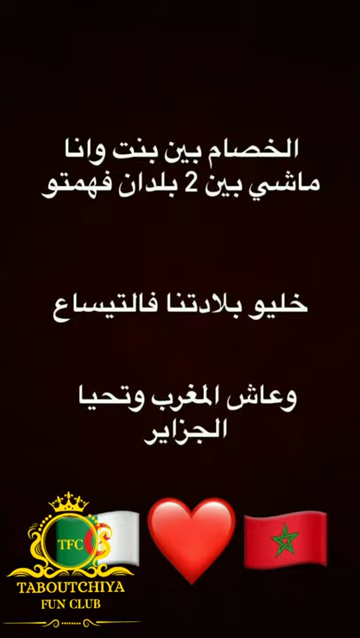 الخصام بين بنت وانا
ماشي بين 2 بلدان فهمتو
خليو بلادتنا فالتيساع
وعاش المغرب وتحيا
الجزاير
TFC
TABOUTCHIYA
FUN CLUB